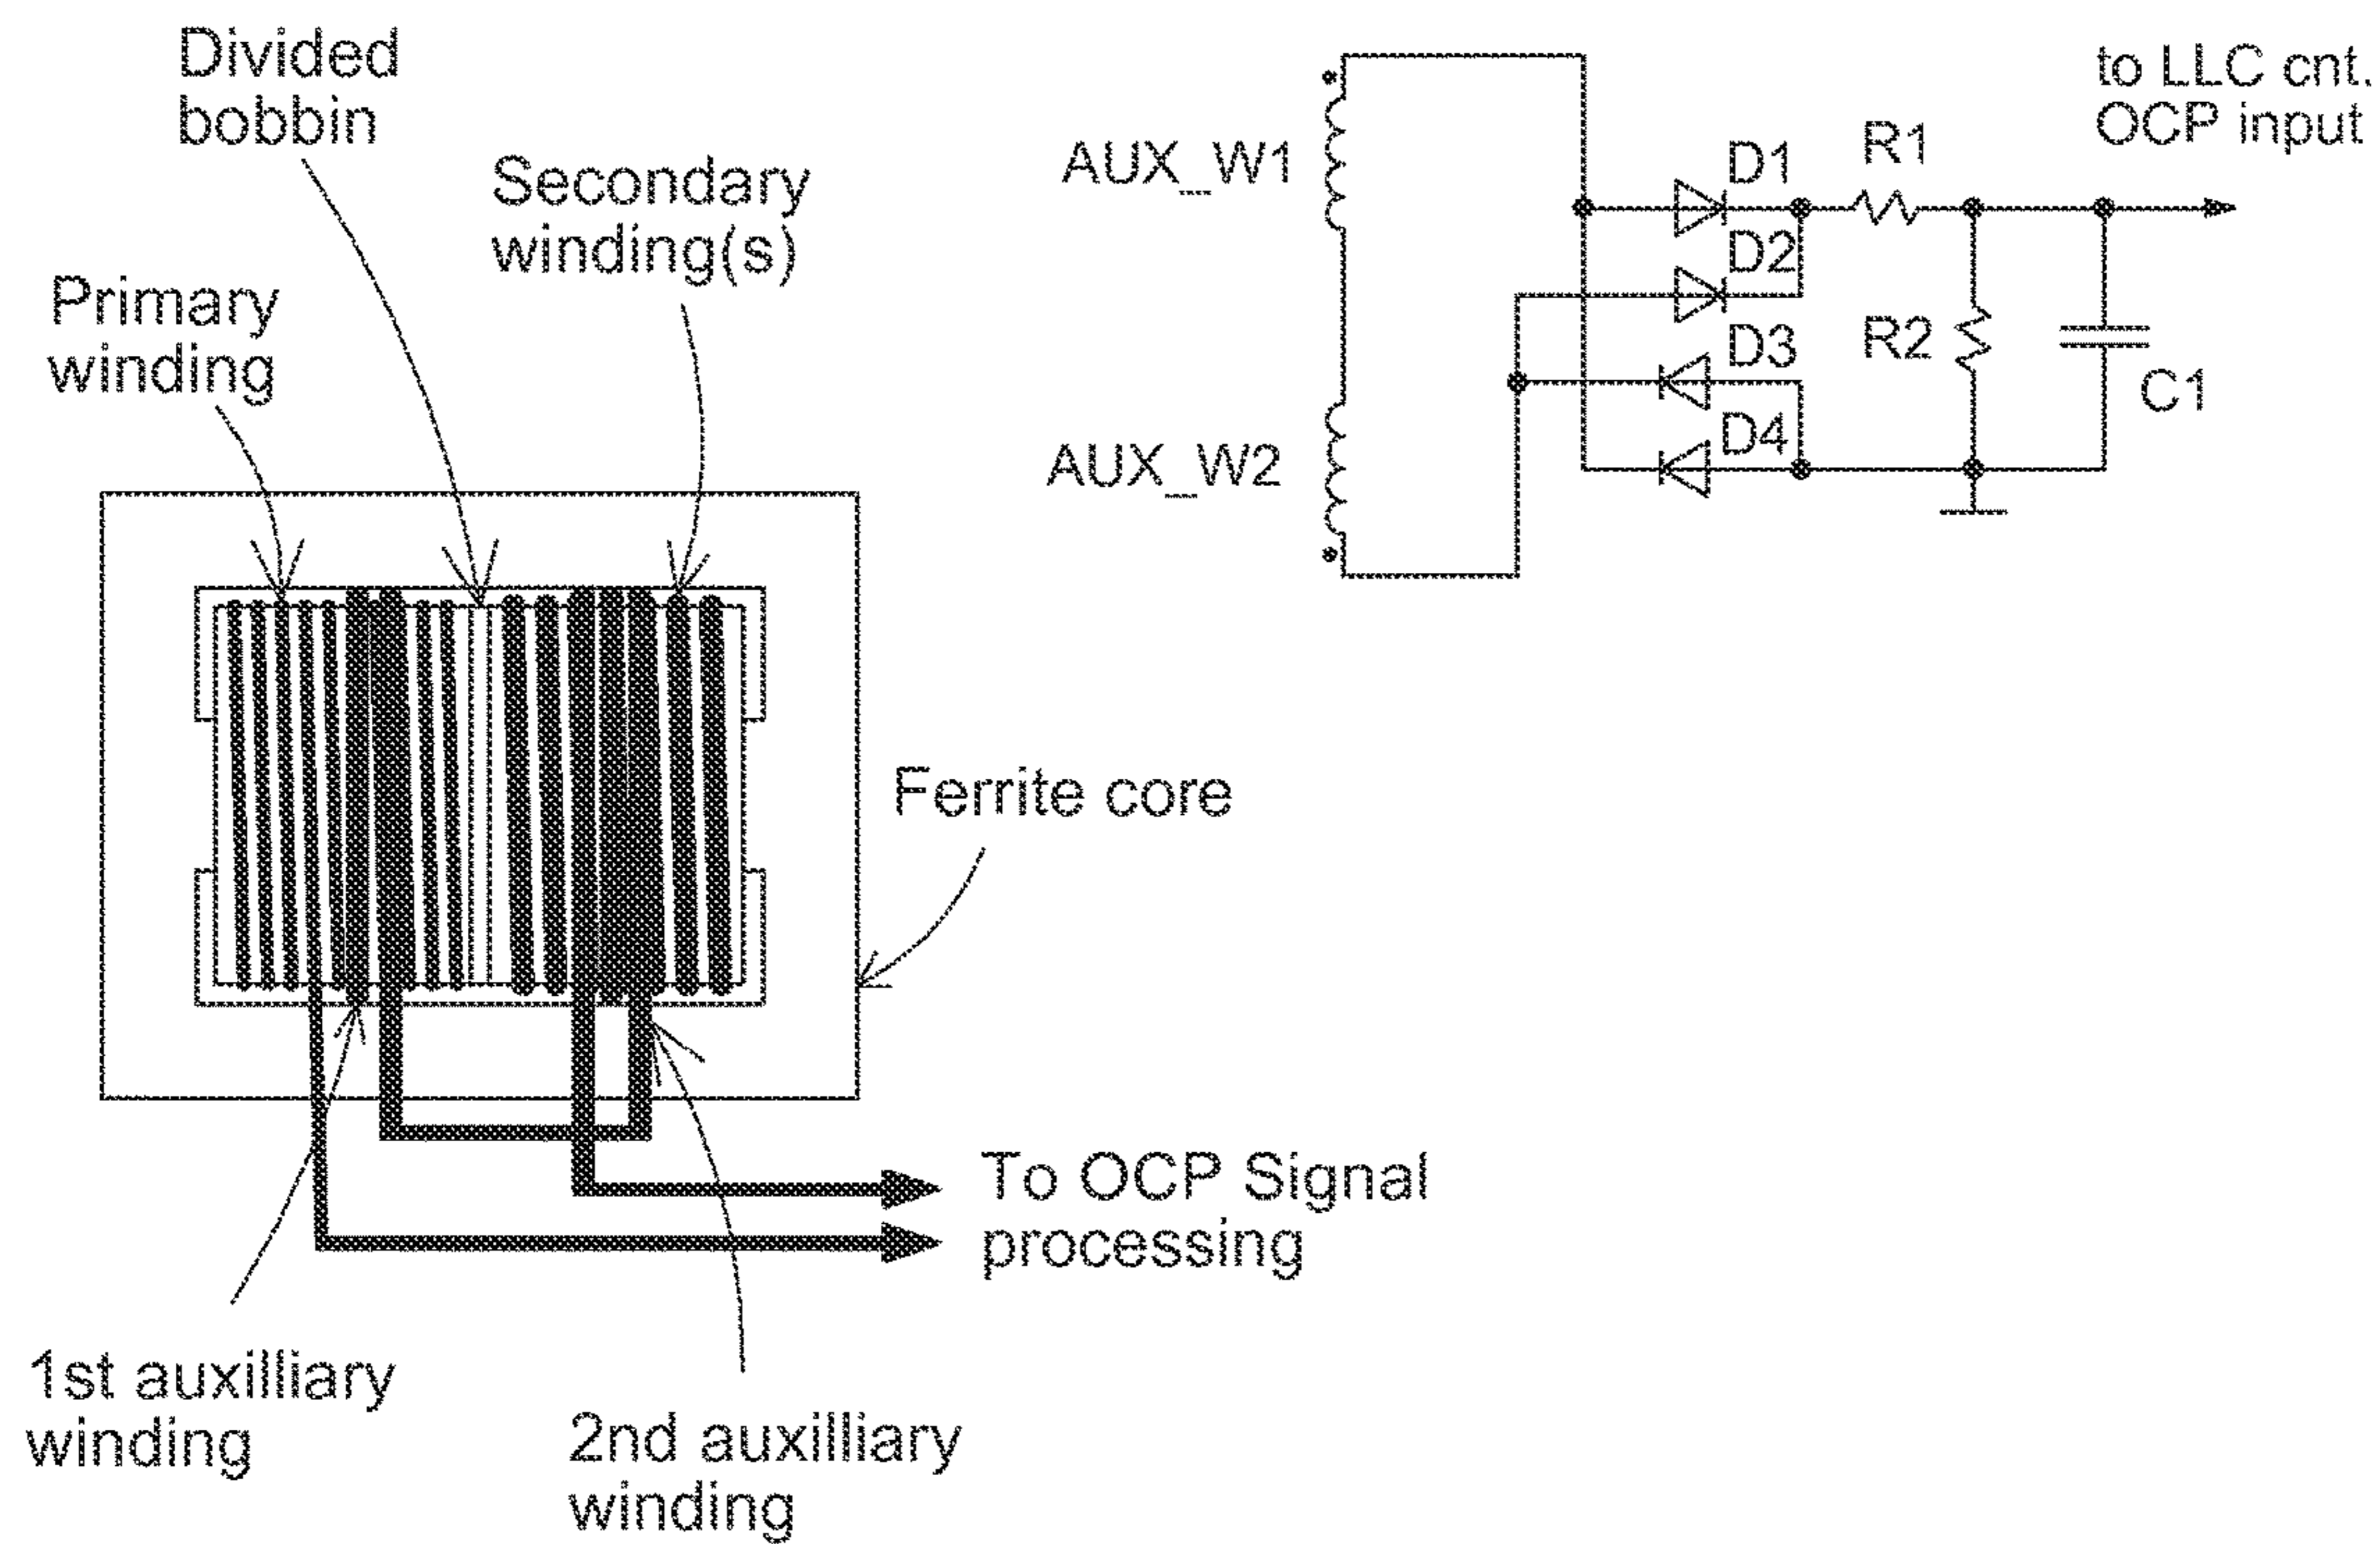 Divided
bobbin
Secondary
winding(s)
Primary
winding
Ferrite core
To OCP Signal
processing
1st auxilliary
winding
2nd auxilliary
winding
to LLC cnt.
OCP input
AUX_W1
AUX_W2
D1
D2
D3
D4
R1
R2
C1